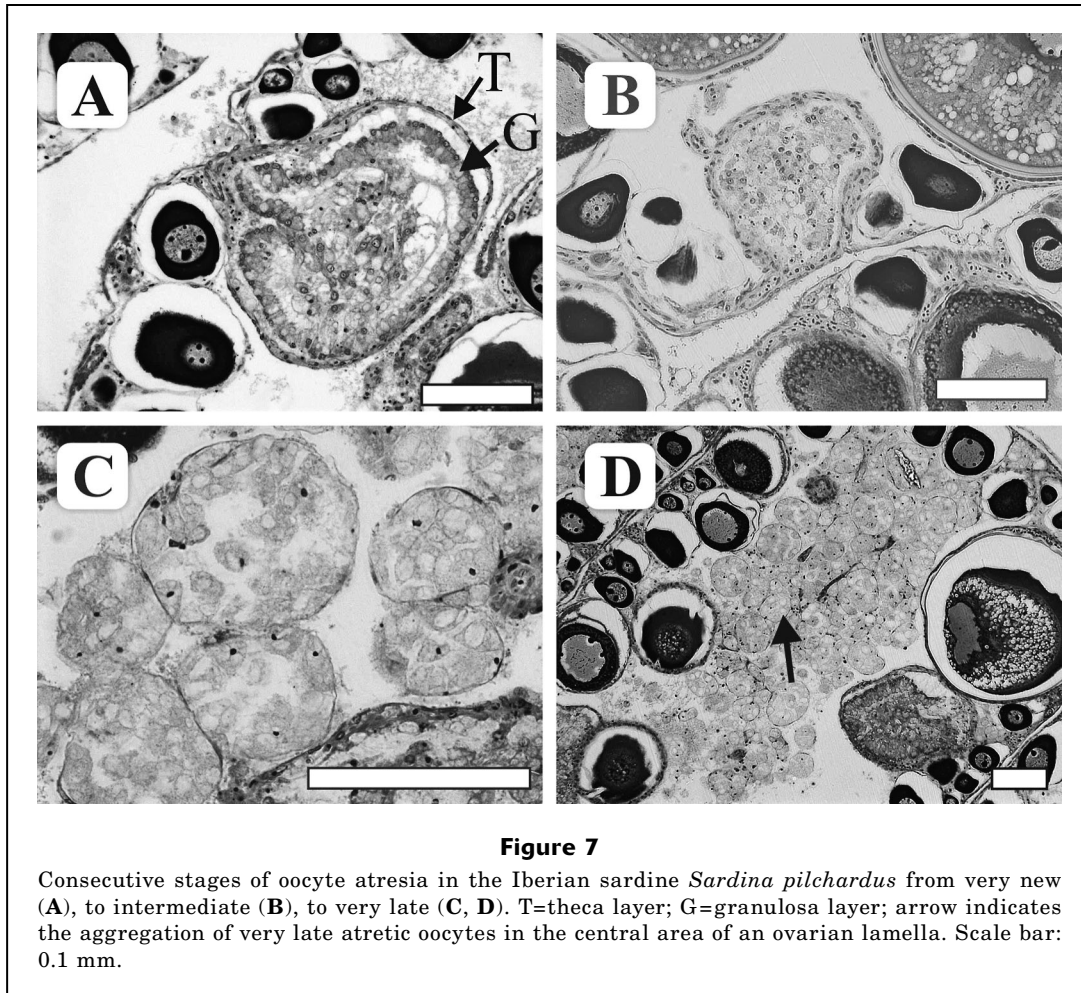 A
T
G
B
C
D
Figure 7
Consecutive stages of oocyte atresia in the Iberian sardine Sardina pilchardus from very new
(A), to intermediate (B), to very late (C, D). T=theca layer; G=granulosa layer; arrow indicates
the aggregation of very late atretic oocytes in the central area of an ovarian lamella. Scale bar:
0.1 mm.